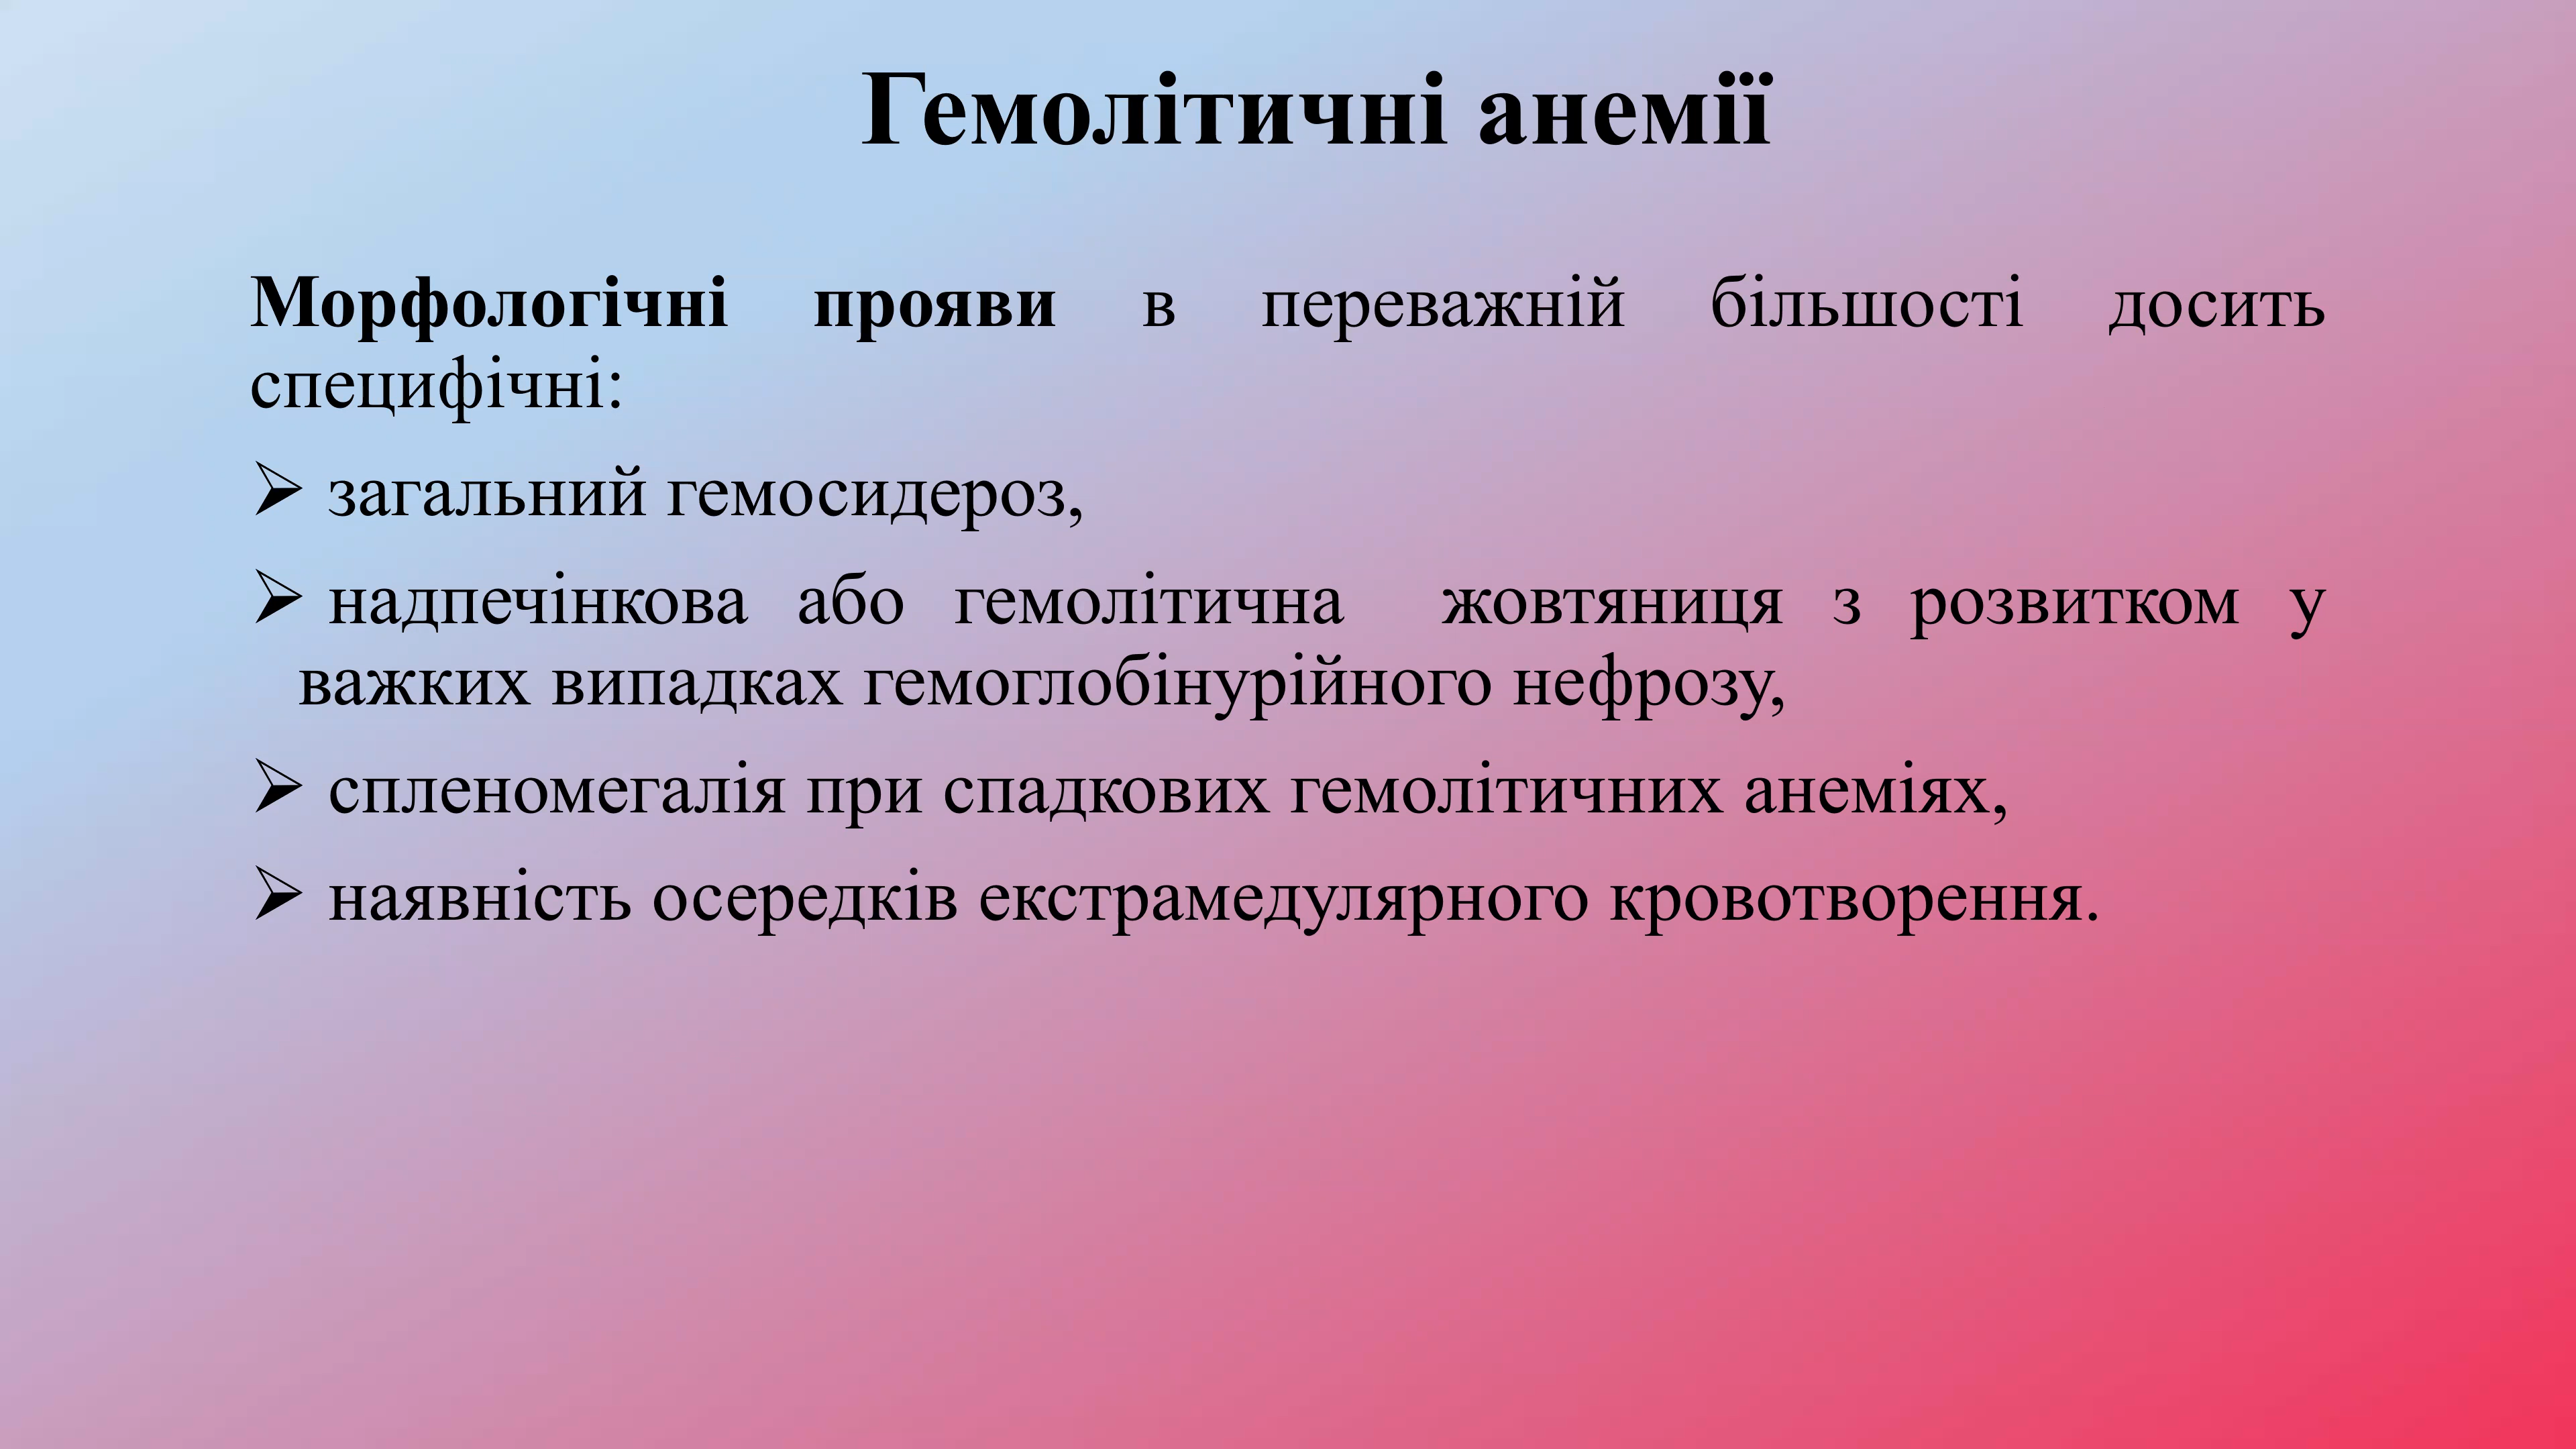 Гемолітичні анемії
Морфологічні прояви в переважній більшості досить
специфічні:
➢ загальний гемосидероз,
➢ надпечінкова або гемолітична жовтяниця з розвитком у
важких випадках гемоглобінурійного нефрозу,
➢ спленомегалія при спадкових гемолітичних анеміях,
➢ наявність осередків екстрамедулярного кровотворення.